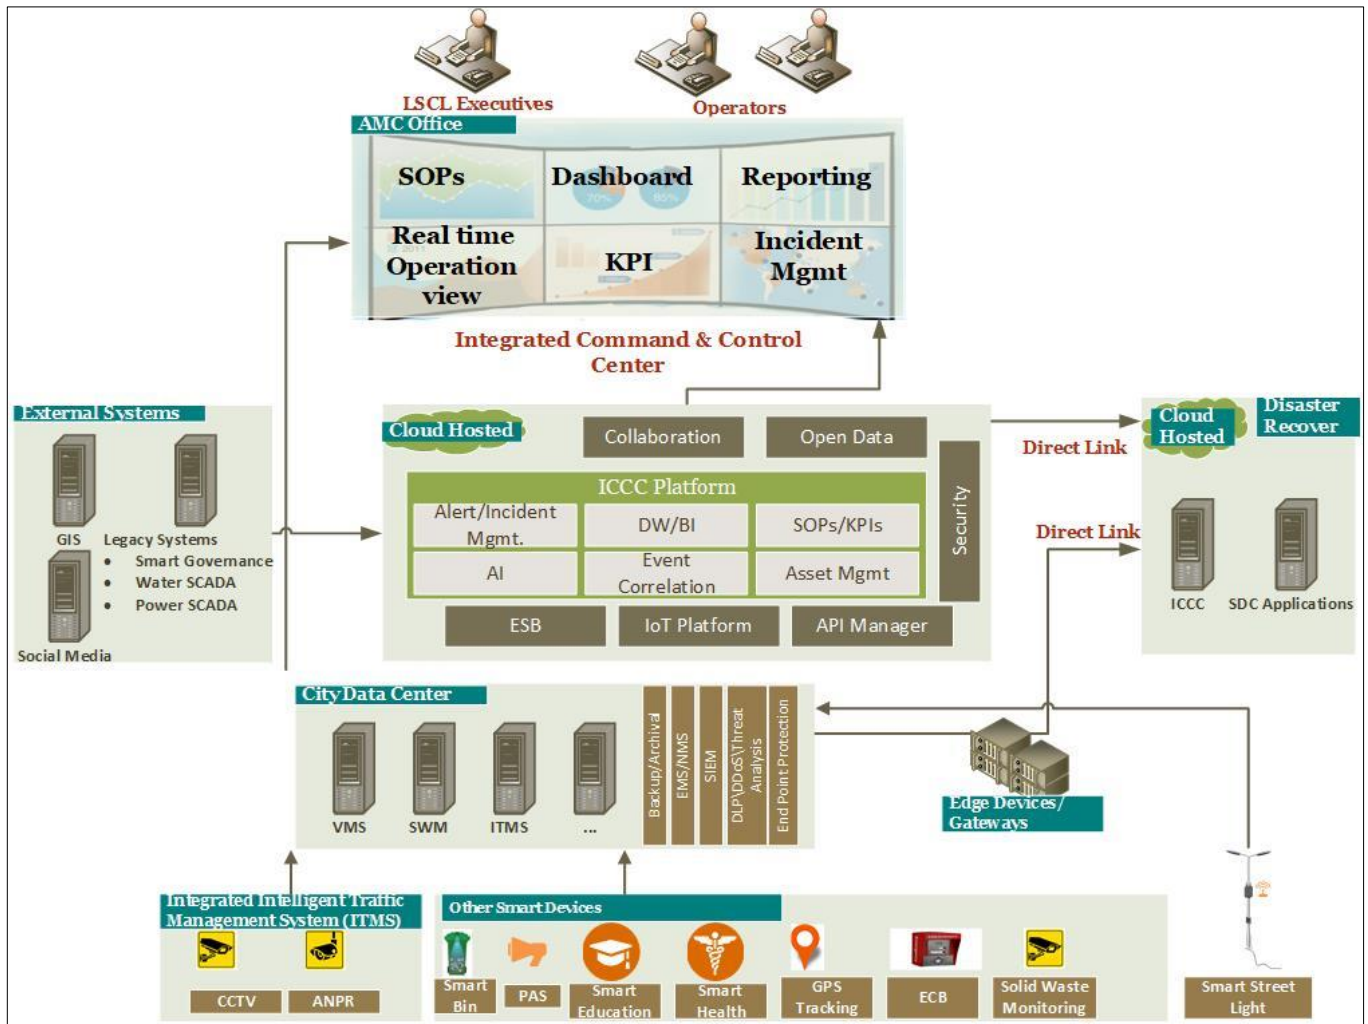 LSCL Executives
Operators
AMC Office
SOPs
Dashboard
Reporting
70%
85%
Real time
Operation
view
KPI
Incident
Mgmt
Integrated Command & Control
Center
External Systems
GIS
Legacy Systems
• Smart Governance
• Water SCADA
• Power SCADA
Social Media
Cloud Hosted
Collaboration
Open Data
Security
ICCC Platform
Alert/Incident
Mgmt.
DW/BI
SOPs/KPIs
AI
Event
Correlation
Asset Mgmt
ESB
IoT Platform
API Manager
Direct Link
Direct Link
Cloud
Hosted
Disaster
Recover
ICCC
SDC Applications
City Data Center
VMS
SWM
ITMS
...
Backup/Archival
EMS/NMS
SIEM
DLP\DDoS\Threat
Analysis
End Point Protection
Edge Devices/
Gateways
Integrated Intelligent Traffic
Management System (ITMS)
CCTV
ANPR
Other Smart Devices
Smart
Bin
PAS
Smart
Education
Smart
Health
GPS
Tracking
ECB
Solid Waste
Monitoring
Smart Street
Light